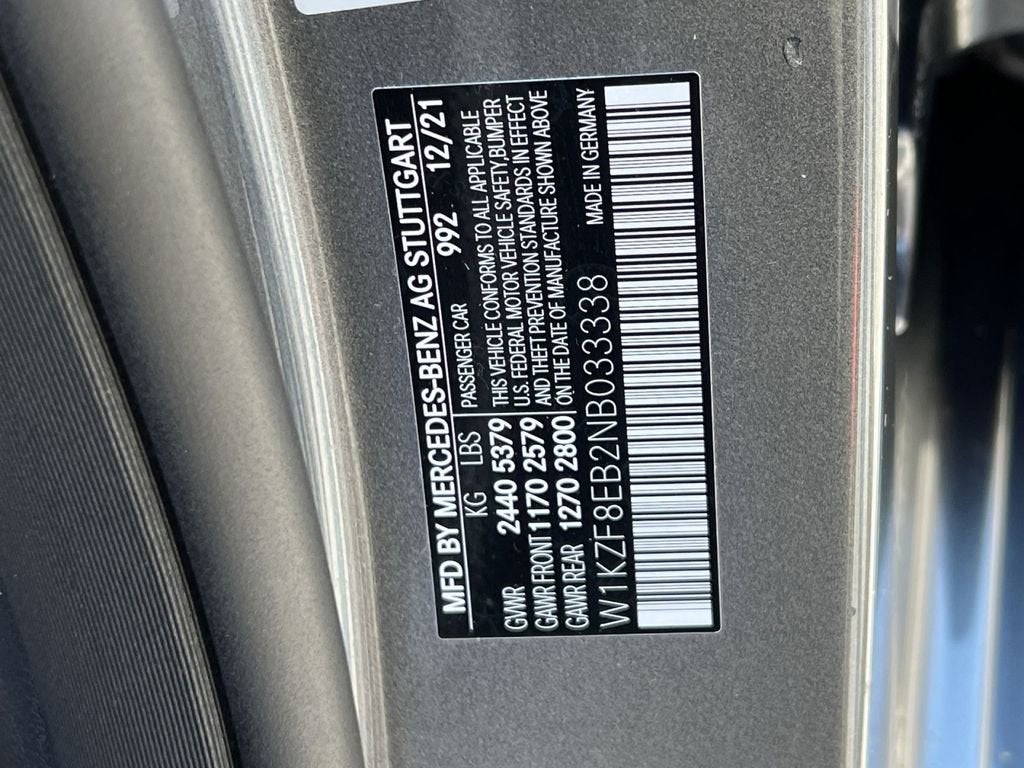 MFD BY MERCEDES-BENZ AG STUTTGART
KG LBS
992 12/21
GVWR 2440 5379
GAWR FRONT 1170 2579
GAWR REAR 1270 2800
PASSENGER CAR
THIS VEHICLE CONFORMS TO ALL APPLICABLE
U.S. FEDERAL MOTOR VEHICLE SAFETY,BUMPER
AND THEFT PREVENTION STANDARDS IN EFFECT
ON THE DATE OF MANUFACTURE SHOWN ABOVE
MADE IN GERMANY
W1KZF8EB2NB033338